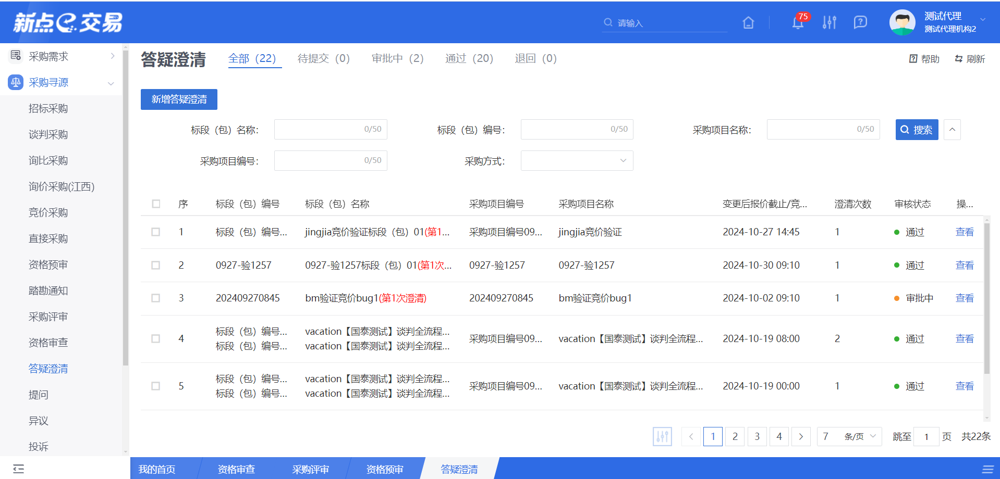 新点e交易
请输入
75
测试代理
测试代理机构2
采购需求
采购寻源
招标采购
谈判采购
询比采购
询价采购(江西)
竞价采购
直接采购
资格预审
踏勘通知
采购评审
资格审查
答疑澄清
提问
异议
投诉
答疑澄清 全部（22） 待提交（0） 审批中（2） 通过（20） 退回（0） 帮助 刷新
新增答疑澄清
标段（包）名称： 0/50 标段（包）编号： 0/50 采购项目名称： 0/50 搜索
采购项目编号： 0/50 采购方式：
序 标段（包）编号 标段（包）名称 采购项目编号 采购项目名称 变更后报价截止/竞... 澄清次数 审核状态 操...
1 标段（包）编号... jingjia竞价验证标段（包）01(第1... 采购项目编号09... jingjia竞价验证 2024-10-27 14:45 1 通过 查看
2 0927-验1257 0927-验1257标段（包）01(第1次... 0927-验1257 0927-验1257 2024-10-30 09:10 1 通过 查看
3 202409270845 bm验证竞价bug1(第1次澄清) 202409270845 bm验证竞价bug1 2024-10-02 09:10 1 审批中 查看
标段（包）编号... vacation【国泰测试】谈判全流程...
4 采购项目编号09... vacation【国泰测试】谈判全流程... 2024-10-19 08:00 2 通过 查看
标段（包）编号... vacation【国泰测试】谈判全流程...
标段（包）编号... vacation【国泰测试】谈判全流程...
5 采购项目编号09... vacation【国泰测试】谈判全流程... 2024-10-19 00:00 1 通过 查看
标段（包）编号... vacation【国泰测试】谈判全流程...
1 2 3 4 7 条/页 跳至 1 页 共22条
我的首页 资格审查 采购评审 资格预审 答疑澄清